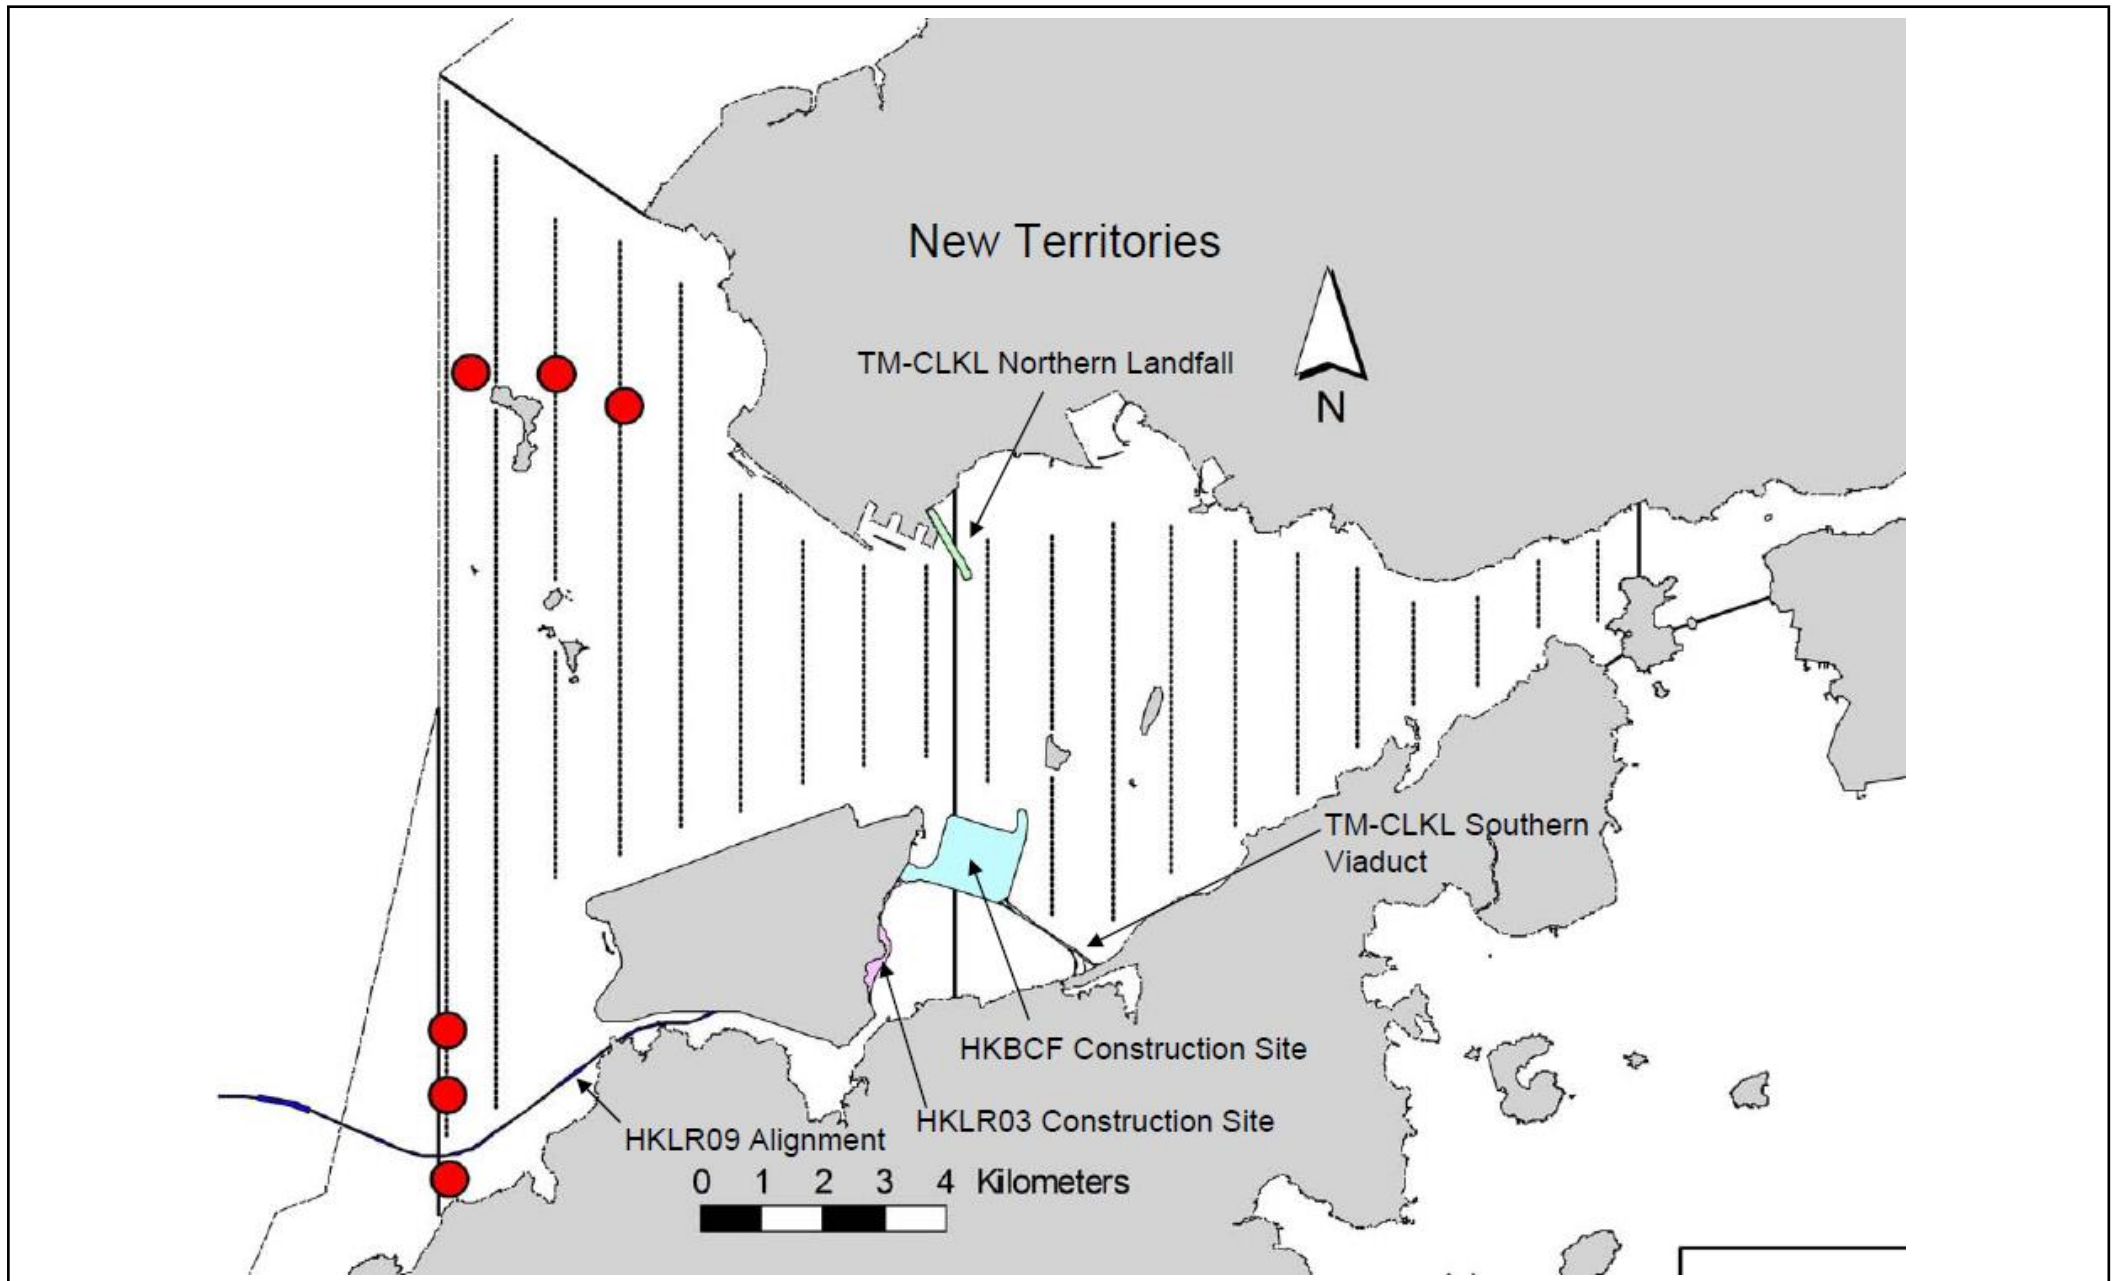 New Territories
TM-CLKL Northern Landfall
N
TM-CLKL Southern
Viaduct
HKBCF Construction Site
HKLR03 Construction Site
HKLR09 Alignment
0 1 2 3 4 Kilometers